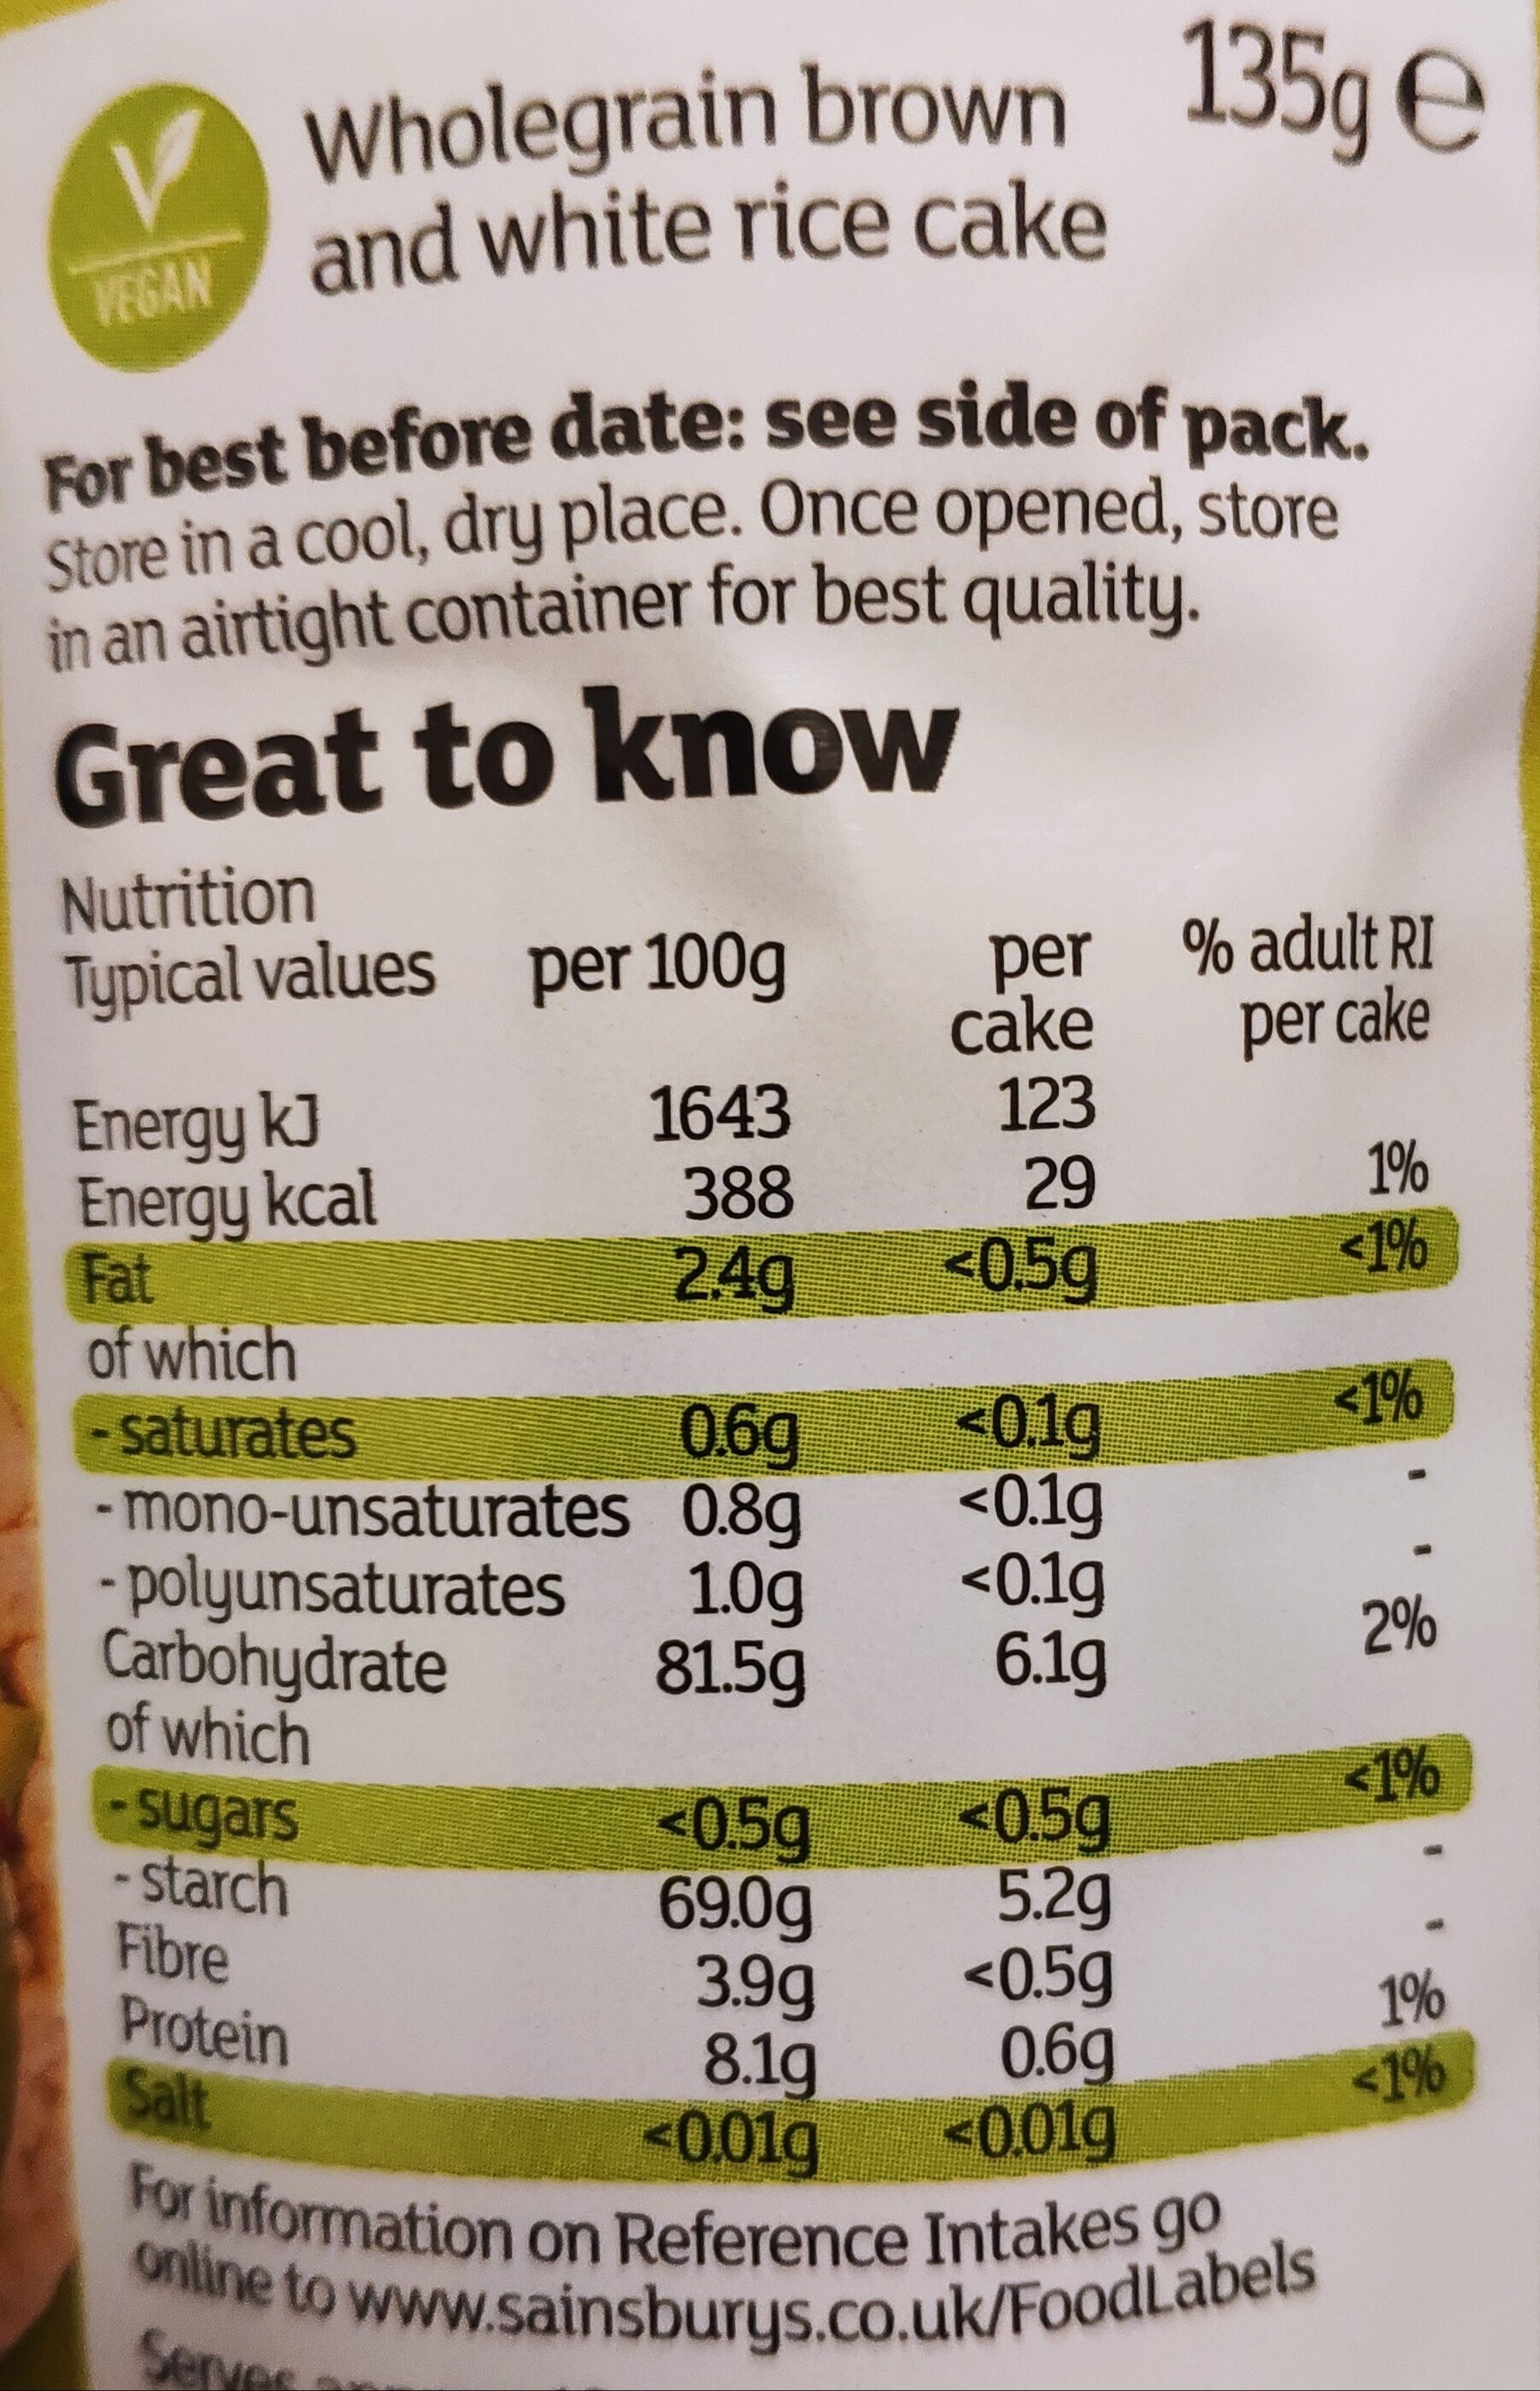 135g ℮
VEGAN
Wholegrain brown
and white rice cake
For best before date: see side of pack.
Store in a cool, dry place. Once opened, store
in an airtight container for best quality.
Great to know
Nutrition
Typical values per 100g per cake % adult RI per cake
Energy kJ 1643 123
Energy kcal 388 29 1%
Fat 2.4g <0.5g <1%
of which
- saturates 0.6g <0.1g <1%
- mono-unsaturates 0.8g <0.1g -
- polyunsaturates 1.0g <0.1g -
Carbohydrate 81.5g 6.1g 2%
of which
- sugars <0.5g <0.5g <1%
- starch 69.0g 5.2g -
Fibre 3.9g <0.5g -
Protein 8.1g 0.6g 1%
Salt <0.01g <0.01g <1%
For information on Reference Intakes go
online to www.sainsburys.co.uk/FoodLabels
Serves